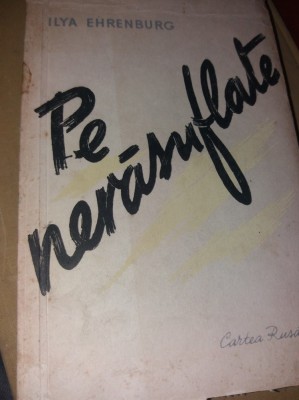 ILYA EHRENBURG
Pe
nerăsuflate
Cartea Rusă